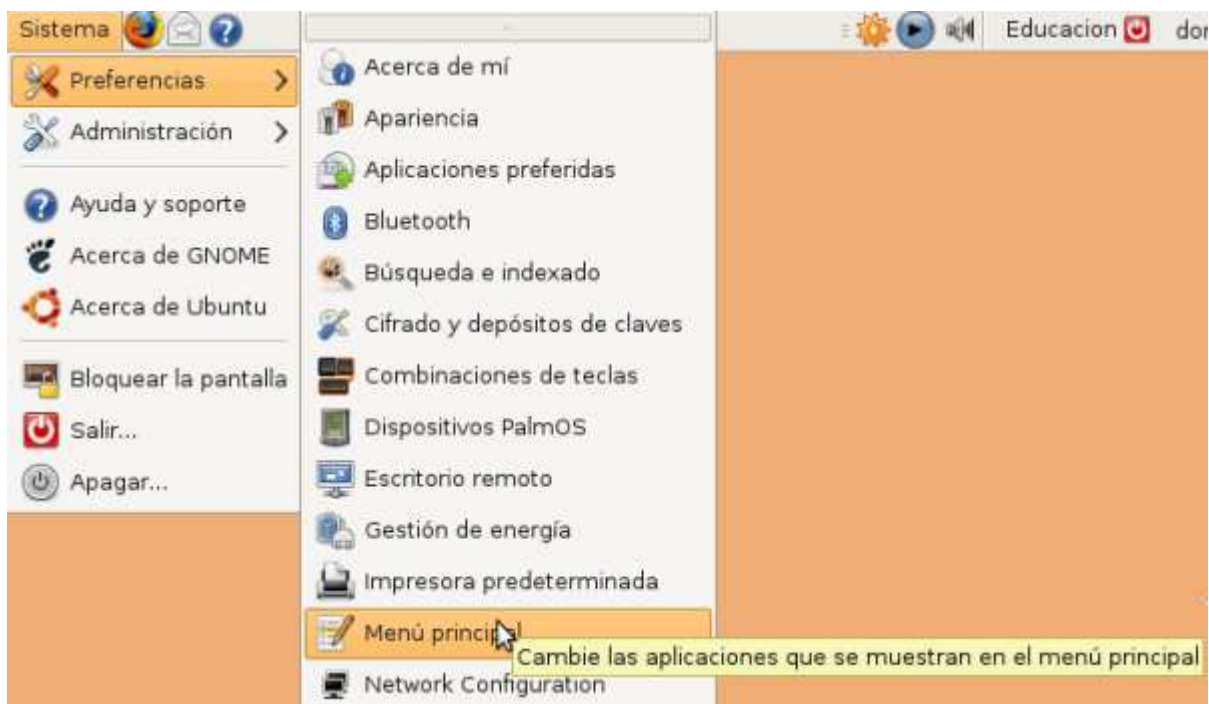 Sistema
Educacion
Preferencias
Administración
Ayuda y soporte
Acerca de GNOME
Acerca de Ubuntu
Bloquear la pantalla
Salir...
Apagar...
Acerca de mí
Apariencia
Aplicaciones preferidas
Bluetooth
Búsqueda e indexado
Cifrado y depósitos de claves
Combinaciones de teclas
Dispositivos PalmOS
Escritorio remoto
Gestión de energía
Impresora predeterminada
Menú principal
Cambie las aplicaciones que se muestran en el menú principal
Network Configuration